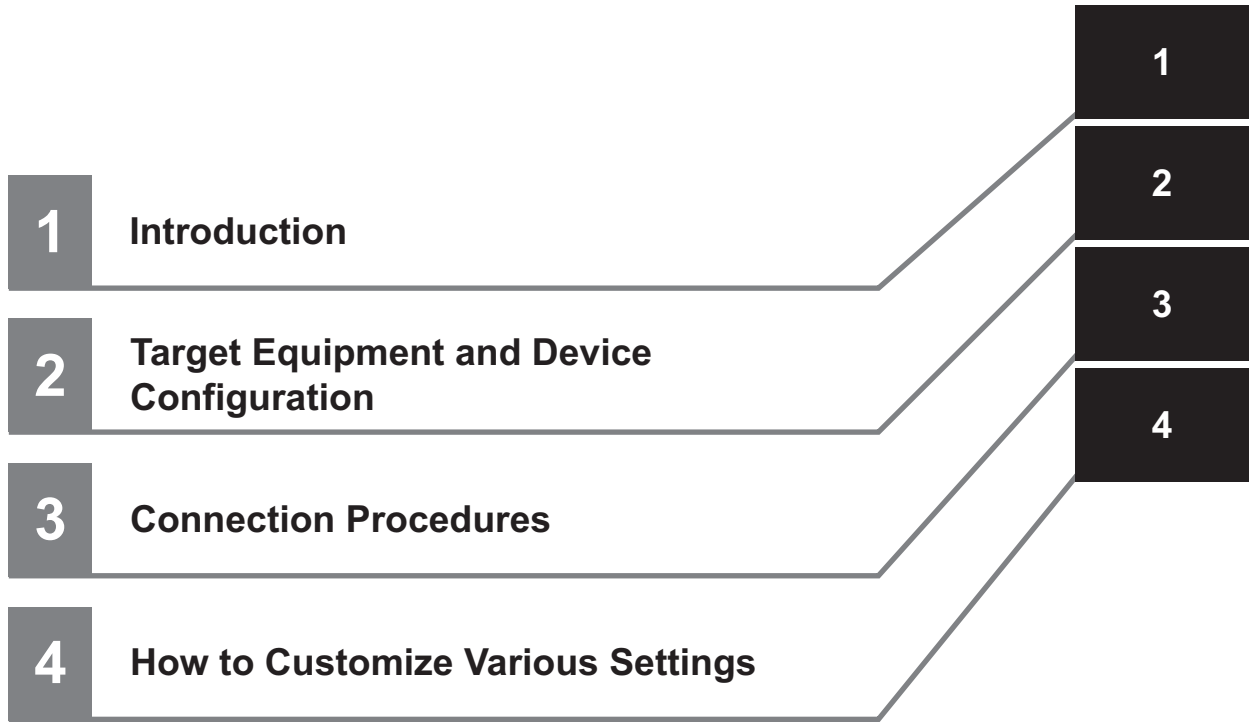 1
Introduction
2
Target Equipment and Device
Configuration
3
Connection Procedures
4
How to Customize Various Settings
1
2
3
4